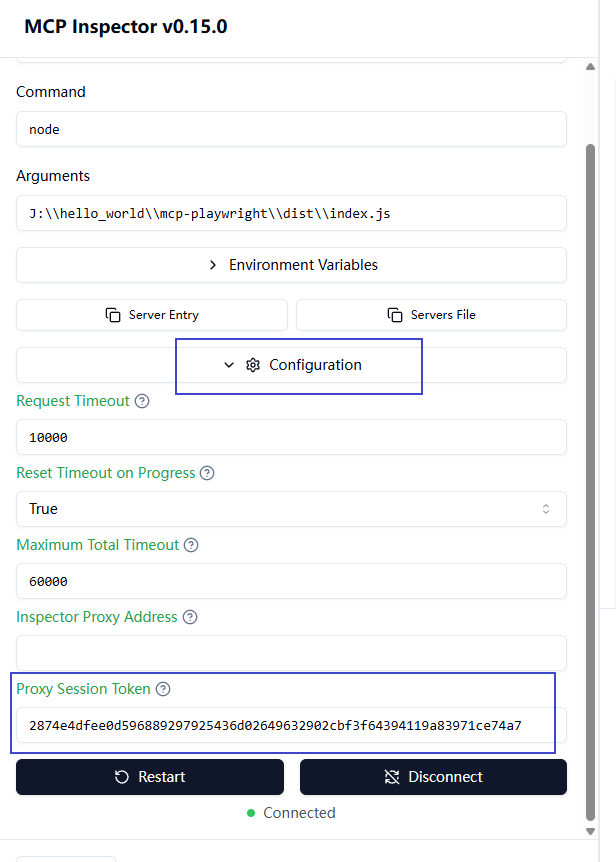 MCP Inspector v0.15.0
Command
node
Arguments
J:\\hello_world\\mcp-playwright\\dist\\index.js
Environment Variables
Server Entry
Servers File
Configuration
Request Timeout
10000
Reset Timeout on Progress
True
Maximum Total Timeout
60000
Inspector Proxy Address
Proxy Session Token
2874e4dfee0d596889297925436d02649632902cbf3f64394119a83971ce74a7
Restart
Disconnect
Connected